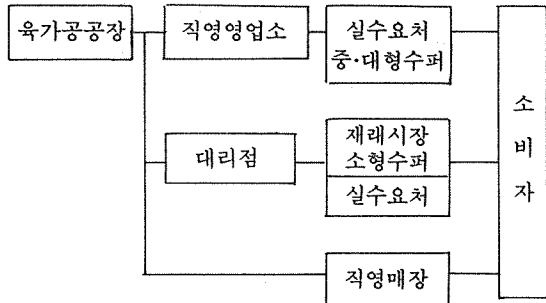 육가공공장
직영영업소
실수요처
중·대형수퍼
대리점
재래시장
소형수퍼
실수요처
직영매장
소
비
자